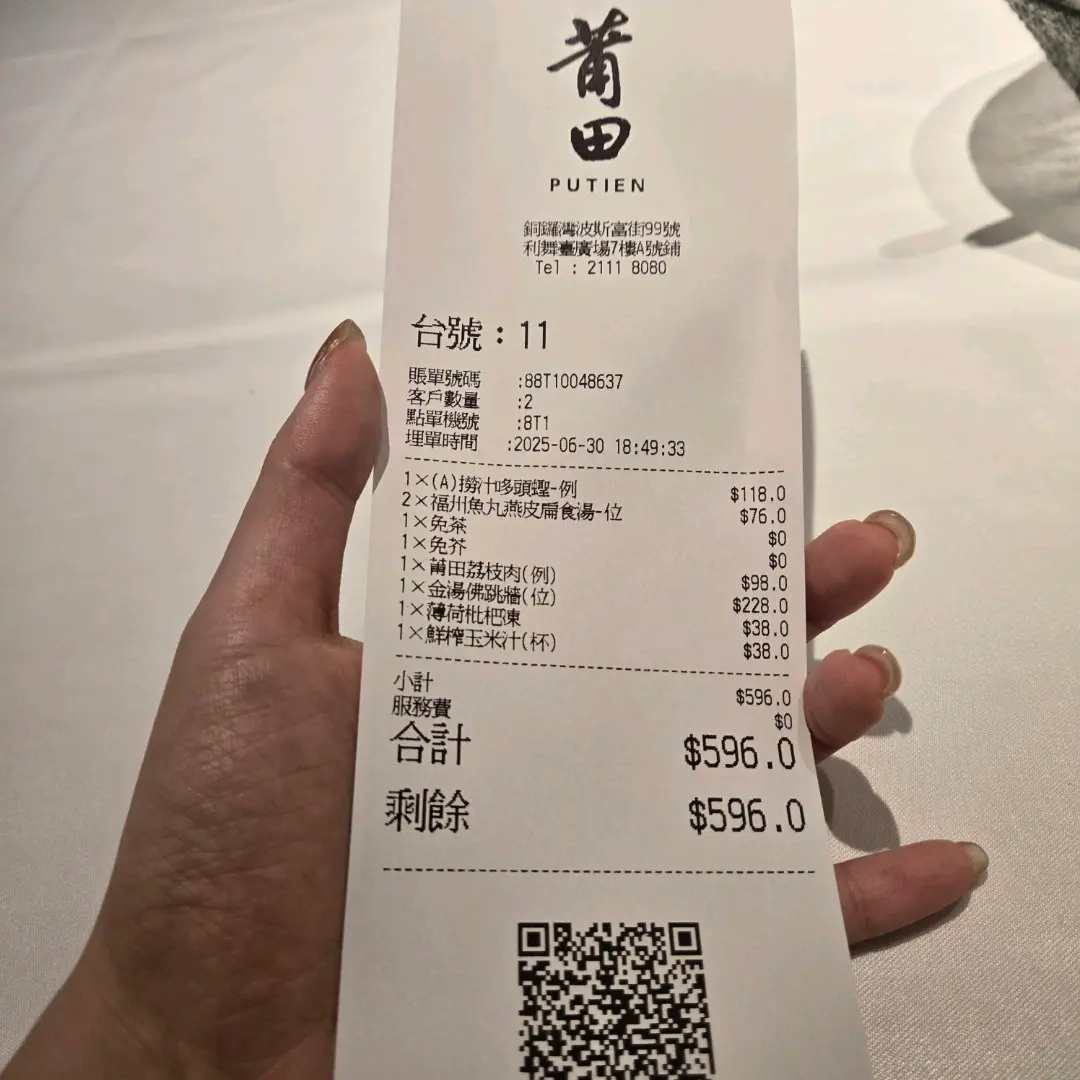 莆
田
PUTIEN
銅鑼灣波斯富街99號
利舞臺廣場7樓A號鋪
Tel : 2111 8080
台號：11
賬單號碼 :88T10048637
客戶數量 :2
點單機號 :8T1
埋單時間 :2025-06-30 18:49:33
1×(A)撈汁哆頭蟶-例 $118.0
2×福州魚丸燕皮扁食湯-位 $76.0
1×免茶 $0
1×免芥 $0
1×莆田荔枝肉(例) $98.0
1×金湯佛跳牆(位) $228.0
1×薄荷枇杷凍 $38.0
1×鮮榨玉米汁(杯) $38.0
小計 $596.0
服務費 $0
合計 $596.0
剩餘 $596.0